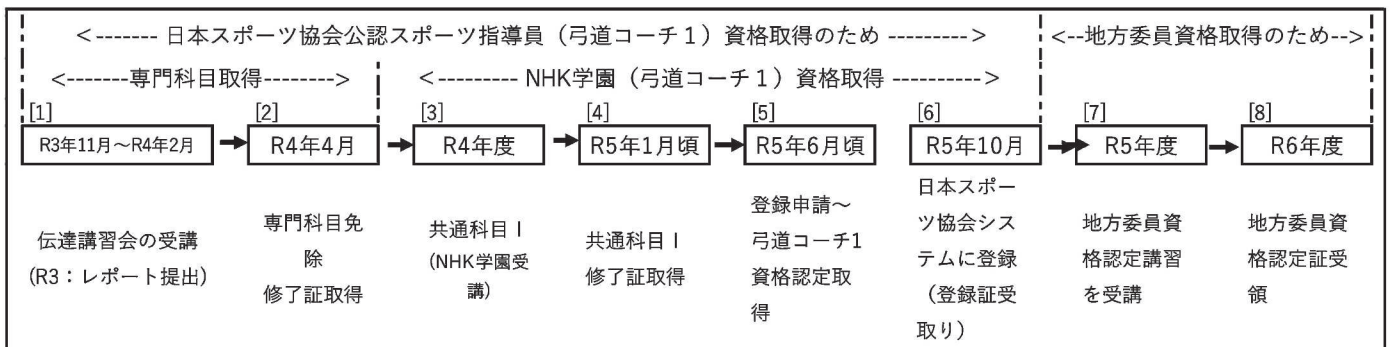 <------- 日本スポーツ協会公認スポーツ指導員（弓道コーチ１）資格取得のため -------->
<--地方委員資格取得のため-->
<-------専門科目取得-------->
<--------- NHK学園（弓道コーチ１）資格取得 ---------->
[1]
R3年11月～R4年2月
伝達講習会の受講
(R3：レポート提出)
[2]
R4年4月
専門科目免
除
修了証取得
[3]
R4年度
共通科目Ⅰ
(NHK学園受
講)
[4]
R5年1月頃
共通科目Ⅰ
修了証取得
[5]
R5年6月頃
登録申請～
弓道コーチ1
資格認定取
得
[6]
R5年10月
日本スポー
ツ協会シス
テムに登録
（登録証受
取り）
[7]
R5年度
地方委員資
格認定講習
を受講
[8]
R6年度
地方委員資
格認定証受
領